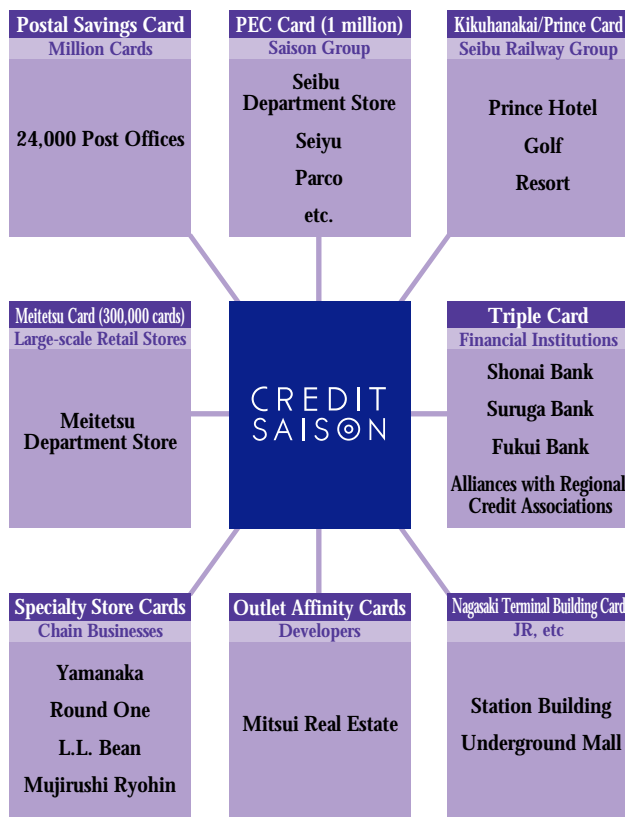 Postal Savings Card
Million Cards
24,000 Post Offices
PEC Card (1 million)
Saison Group
Seibu
Department Store
Seiyu
Parco
etc.
Kikuhanakai/Prince Card
Seibu Railway Group
Prince Hotel
Golf
Resort
Meitetsu Card (300,000 cards)
Large-scale Retail Stores
Meitetsu
Department Store
CREDIT
SAISON
Triple Card
Financial Institutions
Shonai Bank
Suruga Bank
Fukui Bank
Alliances with Regional
Credit Associations
Specialty Store Cards
Chain Businesses
Yamanaka
Round One
L.L. Bean
Mujirushi Ryohin
Outlet Affinity Cards
Developers
Mitsui Real Estate
Nagasaki Terminal Building Card
JR, etc
Station Building
Underground Mall